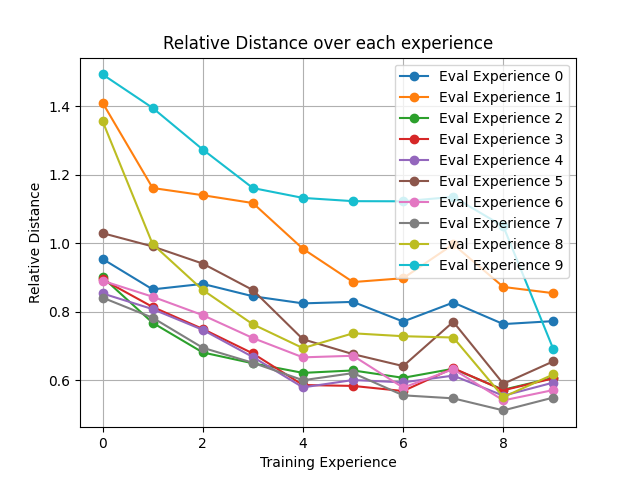 Relative Distance over each experience
Eval Experience 0
Eval Experience 1
Eval Experience 2
Eval Experience 3
Eval Experience 4
Eval Experience 5
Eval Experience 6
Eval Experience 7
Eval Experience 8
Eval Experience 9
Relative Distance
1.4
1.2
1.0
0.8
0.6
0 2 4 6 8
Training Experience